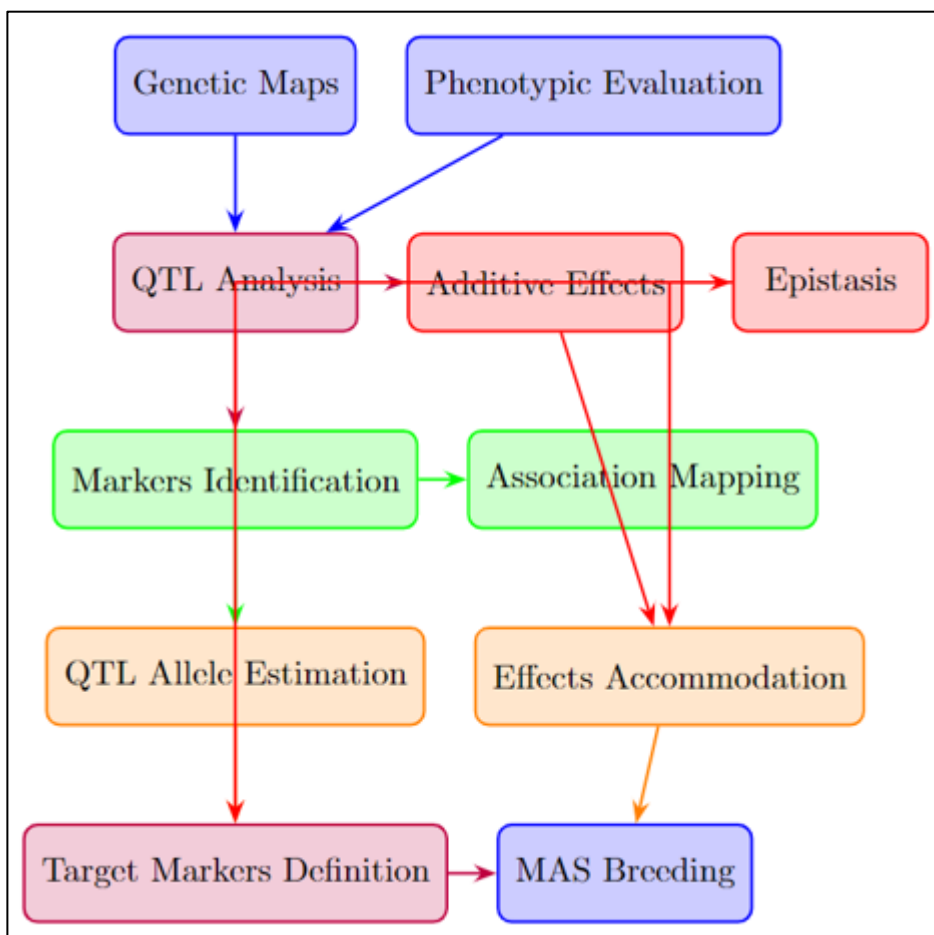 Genetic Maps
Phenotypic Evaluation
QTL Analysis
Additive Effects
Epistasis
Markers Identification
Association Mapping
QTL Allele Estimation
Effects Accommodation
Target Markers Definition
MAS Breeding